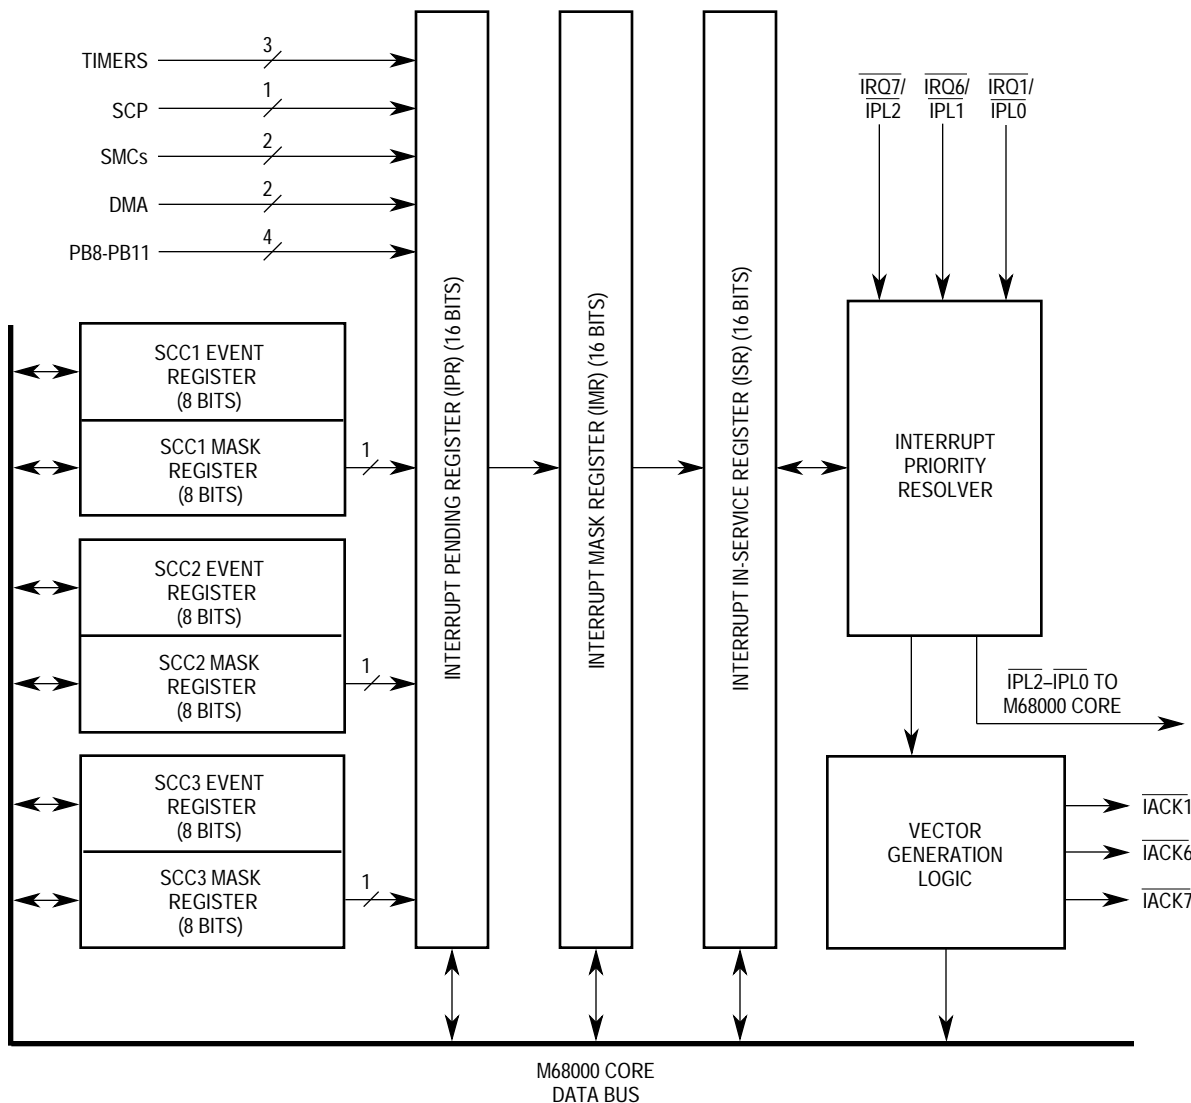 TIMERS
3
SCP
1
SMCs
2
DMA
2
PB8-PB11
4
SCC1 EVENT
REGISTER
(8 BITS)
SCC1 MASK
REGISTER
(8 BITS)
1
SCC2 EVENT
REGISTER
(8 BITS)
SCC2 MASK
REGISTER
(8 BITS)
1
SCC3 EVENT
REGISTER
(8 BITS)
SCC3 MASK
REGISTER
(8 BITS)
1
INTERRUPT PENDING REGISTER (IPR) (16 BITS)
INTERRUPT MASK REGISTER (IMR) (16 BITS)
INTERRUPT IN-SERVICE REGISTER (ISR) (16 BITS)
IRQ7/
IPL2
IRQ6/
IPL1
IRQ1/
IPL0
INTERRUPT
PRIORITY
RESOLVER
IPL2–IPL0 TO
M68000 CORE
VECTOR
GENERATION
LOGIC
IACK1
IACK6
IACK7
M68000 CORE
DATA BUS